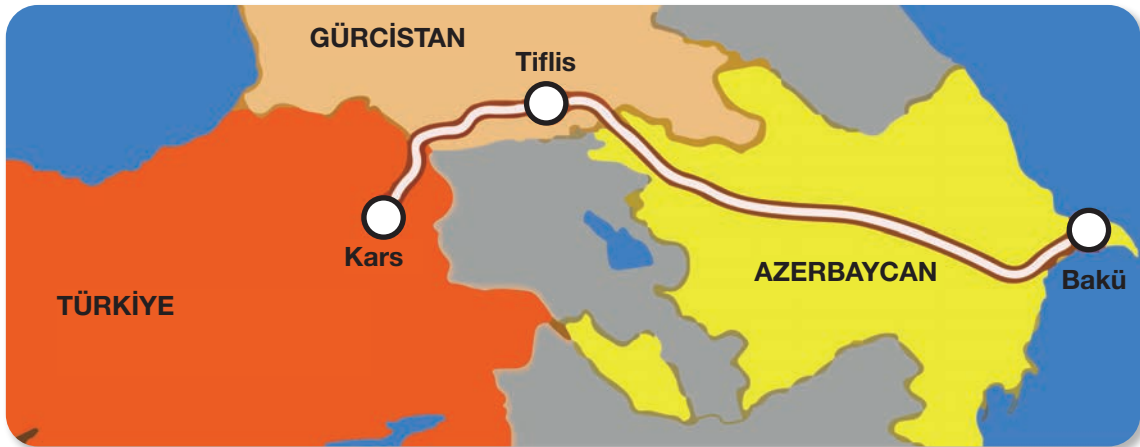 GÜRCİSTAN
Tiflis
Kars
AZERBAYCAN
Bakü
TÜRKİYE